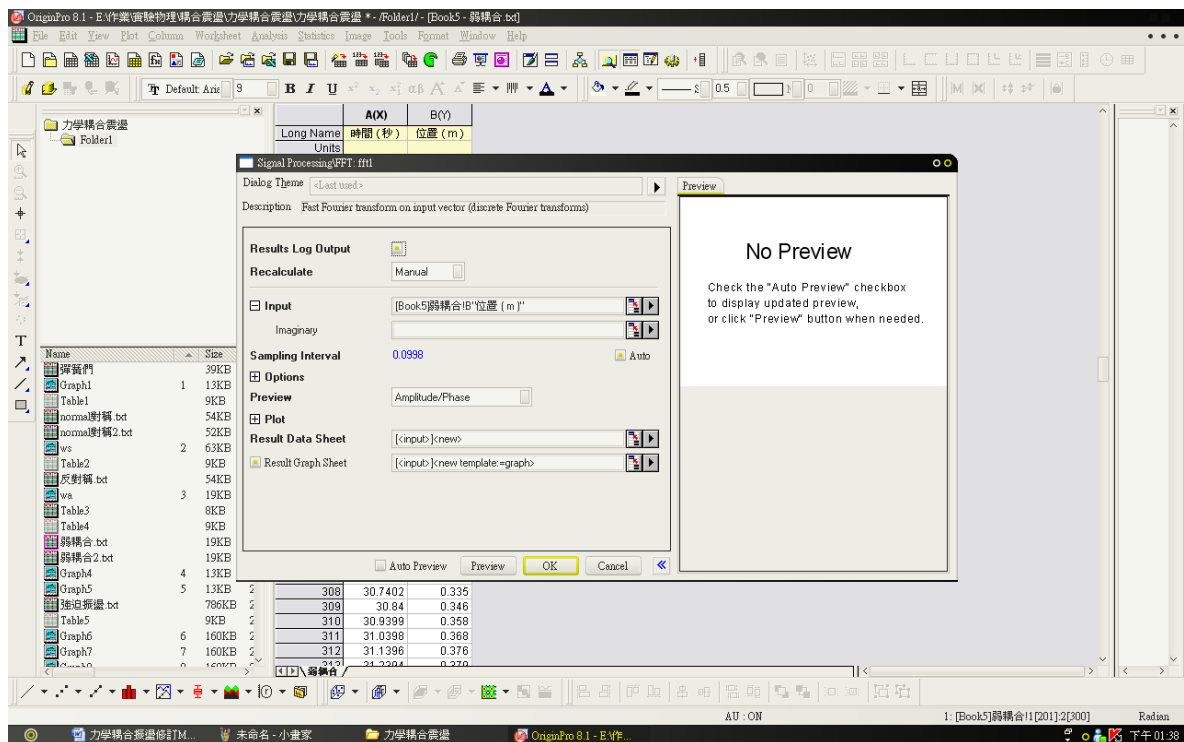 OriginPro 8.1 - E:\作業\實驗物理\耦合震盪\力學耦合震盪\力學耦合震盪 * - /Folder1/ - [Book5 - 弱耦合.txt]
File Edit View Plot Column Worksheet Analysis Statistics Image Tools Format Window Help
Default: Arie 9 B I U 0.5 0
力學耦合震盪
Folder1
A(X) B(Y)
Long Name 時間 ( 秒 ) 位置 ( m )
Units
Signal Processing\FFT: fft1
Dialog Theme <Last used>
Description Fast Fourier transform on input vector (discrete Fourier transforms)
Results Log Output
Recalculate Manual
Input [Book5]弱耦合!B"位置 ( m )"
Imaginary
Sampling Interval 0.0998 Auto
Options
Preview Amplitude/Phase
Plot
Result Data Sheet [<input>]<new>
Result Graph Sheet [<input>]<new template:=graph>
Auto Preview Preview OK Cancel
Preview
No Preview
Check the "Auto Preview" checkbox
to display updated preview,
or click "Preview" button when needed.
Name Size
彈簧們 39KB
Graph1 1 13KB
Table1 9KB
normal對稱.txt 54KB
normal對稱2.txt 52KB
ws 2 63KB
Table2 9KB
反對稱.txt 54KB
wa 3 19KB
Table3 8KB
Table4 9KB
弱耦合.txt 19KB
弱耦合2.txt 19KB
Graph4 4 13KB
Graph5 5 13KB 2
強迫振盪.txt 786KB 2
Table5 9KB 2
Graph6 6 160KB 2
Graph7 7 160KB 2
308 30.7402 0.335
309 30.84 0.346
310 30.9399 0.358
311 31.0398 0.368
312 31.1396 0.376
313 31.2394 0.379
弱耦合
AU : ON 1: [Book5]弱耦合!1[201]:2[300] Radian
力學耦合振盪修訂M... 未命名 - 小畫家 力學耦合震盪 OriginPro 8.1 - E:\作... 下午 01:38